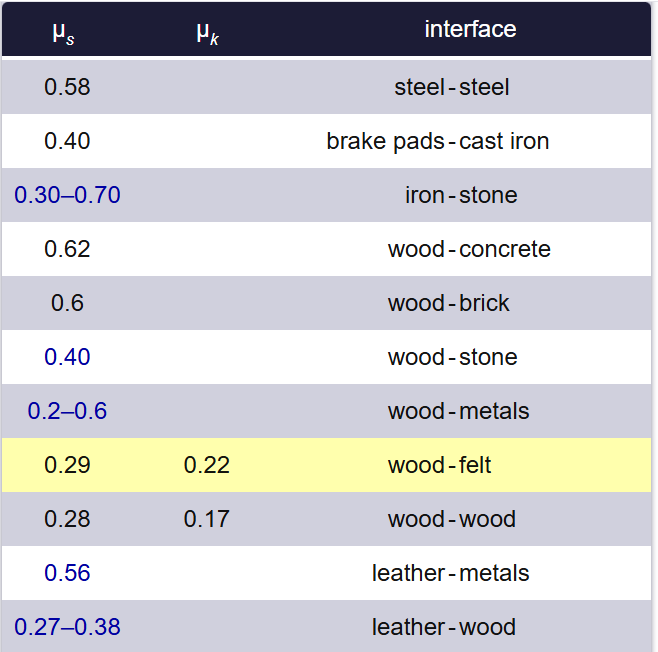 μs μk interface
0.58 steel-steel
0.40 brake pads-cast iron
0.30–0.70 iron-stone
0.62 wood-concrete
0.6 wood-brick
0.40 wood-stone
0.2–0.6 wood-metals
0.29 0.22 wood-felt
0.28 0.17 wood-wood
0.56 leather-metals
0.27–0.38 leather-wood